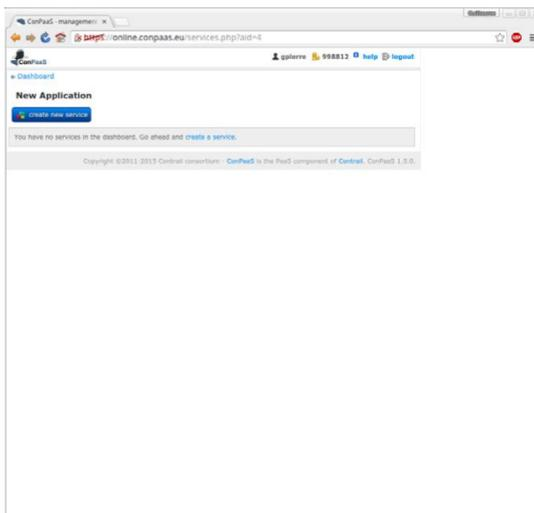 ConPaaS - management
https://online.conpaas.eu/services.php?aid=4
ConPaaS
gpierre 998812 help logout
« Dashboard
New Application
create new service
You have no services in the dashboard. Go ahead and create a service.
Copyright ©2011-2015 Contrail consortium - ConPaaS is the PaaS component of Contrail. ConPaaS 1.5.0.